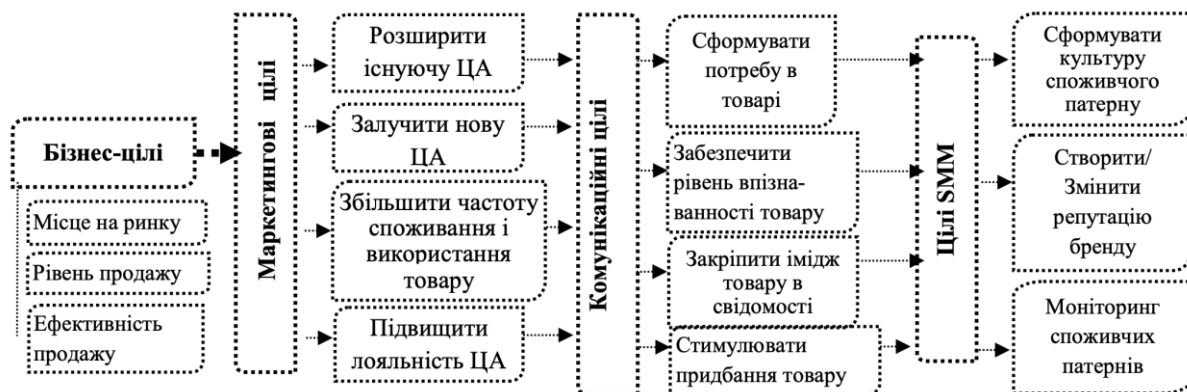 Бізнес-цілі
Місце на ринку
Рівень продажу
Ефективність
продажу
Маркетингові цілі
Розширити
існуючу ЦА
Залучити нову
ЦА
Збільшити частоту
споживання і
використання
товару
Підвищити
лояльність ЦА
Комунікаційні цілі
Сформувати
потребу в
товарі
Забезпечити
рівень впізна-
ванності товару
Закріпити імідж
товару в
свідомості
Стимулювати
придбання товару
Цілі SMM
Сформувати
культуру
споживчого
патерну
Створити/
Змінити
репутацію
бренду
Моніторинг
споживчих
патернів